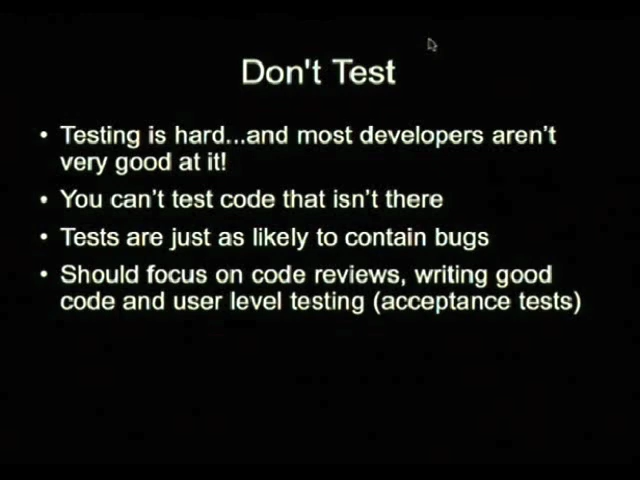 Don't Test
• Testing is hard...and most developers aren’t
very good at it!
• You can’t test code that isn’t there
• Tests are just as likely to contain bugs
• Should focus on code reviews, writing good
code and user level testing (acceptance tests)